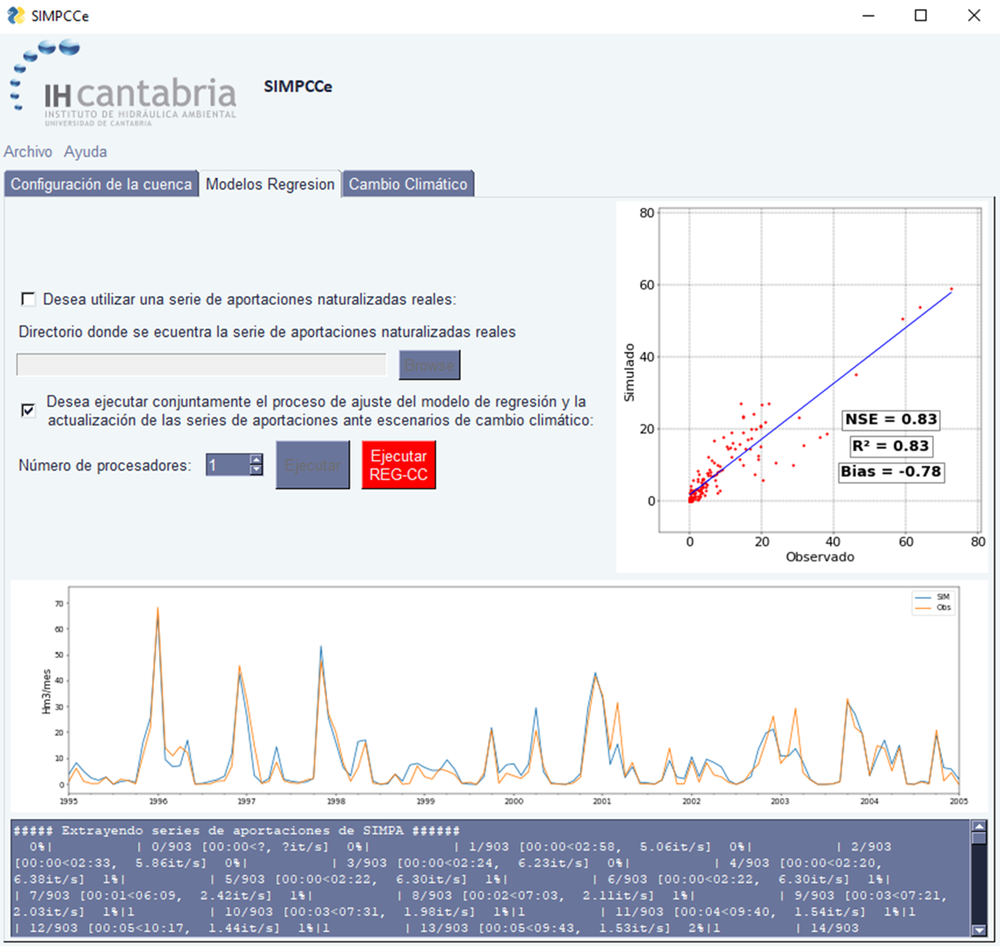 SIMPCCe
IHcantabria
INSTITUTO DE HIDRÁULICA AMBIENTAL
UNIVERSIDAD DE CANTABRIA
SIMPCCe
Archivo Ayuda
Configuración de la cuenca Modelos Regresion Cambio Climático
Desea utilizar una serie de aportaciones naturalizadas reales:
Directorio donde se ecuentra la serie de aportaciones naturalizadas reales
Browse
Desea ejecutar conjuntamente el proceso de ajuste del modelo de regresión y la
actualización de las series de aportaciones ante escenarios de cambio climático:
Número de procesadores: 1 Ejecutar Ejecutar
REG-CC
80
60
40
20
0
Simulado
NSE = 0.83
R² = 0.83
Bias = -0.78
0 20 40 60 80
Observado
SIM
Obs
70
60
50
40
30
20
10
0
Hm3/mes
1995 1996 1997 1998 1999 2000 2001 2002 2003 2004 2005
##### Extrayendo series de aportaciones de SIMPA ######
0%| | 0/903 [00:00<?, ?it/s] 0%| | 1/903 [00:00<02:58, 5.06it/s] 0%| | 2/903
[00:00<02:33, 5.86it/s] 0%| | 3/903 [00:00<02:24, 6.23it/s] 0%| | 4/903 [00:00<02:20,
6.38it/s] 1%| | 5/903 [00:00<02:22, 6.30it/s] 1%| | 6/903 [00:00<02:22, 6.30it/s] 1%|
| 7/903 [00:01<06:09, 2.42it/s] 1%| | 8/903 [00:02<07:03, 2.11it/s] 1%| | 9/903 [00:03<07:21,
2.03it/s] 1%|1 | 10/903 [00:03<07:31, 1.98it/s] 1%|1 | 11/903 [00:04<09:40, 1.54it/s] 1%|1
| 12/903 [00:05<10:17, 1.44it/s] 1%|1 | 13/903 [00:05<09:43, 1.53it/s] 2%|1 | 14/903